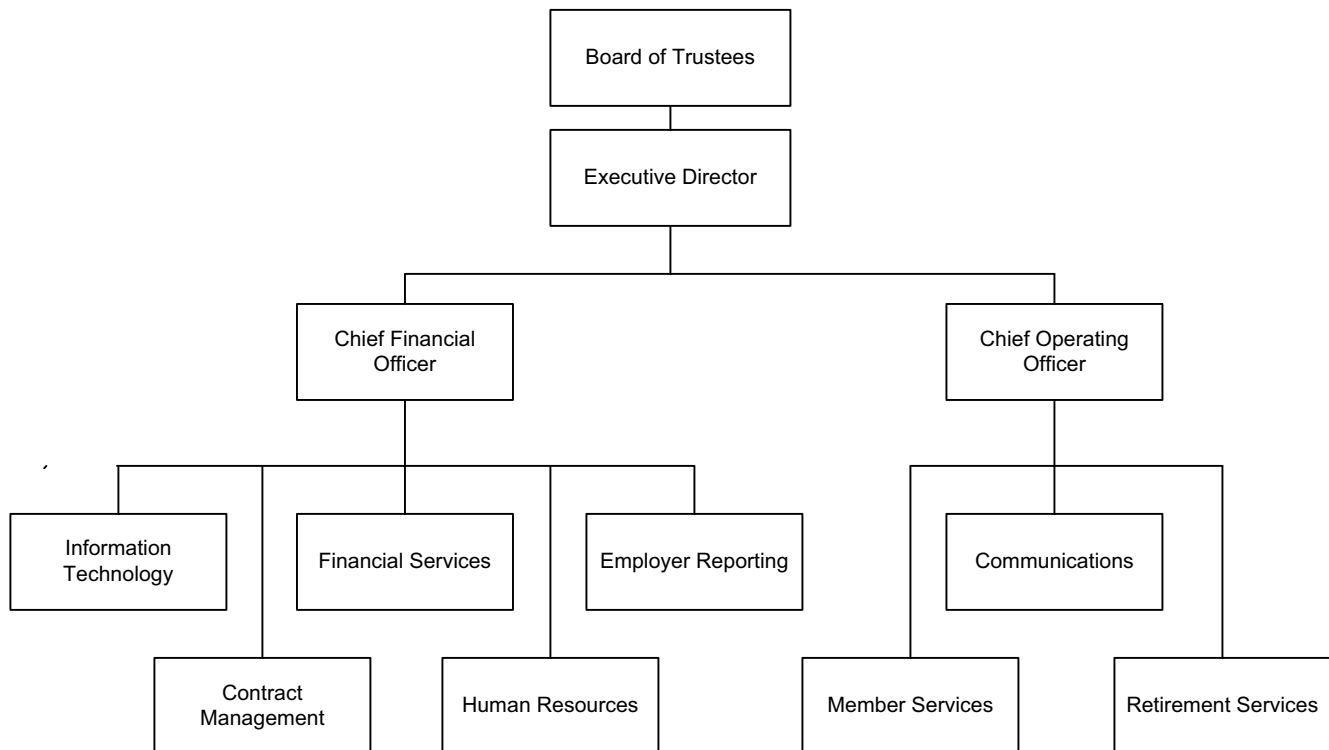 Board of Trustees
Executive Director
Chief Financial
Officer
Chief Operating
Officer
Information
Technology
Financial Services
Employer Reporting
Communications
Contract
Management
Human Resources
Member Services
Retirement Services